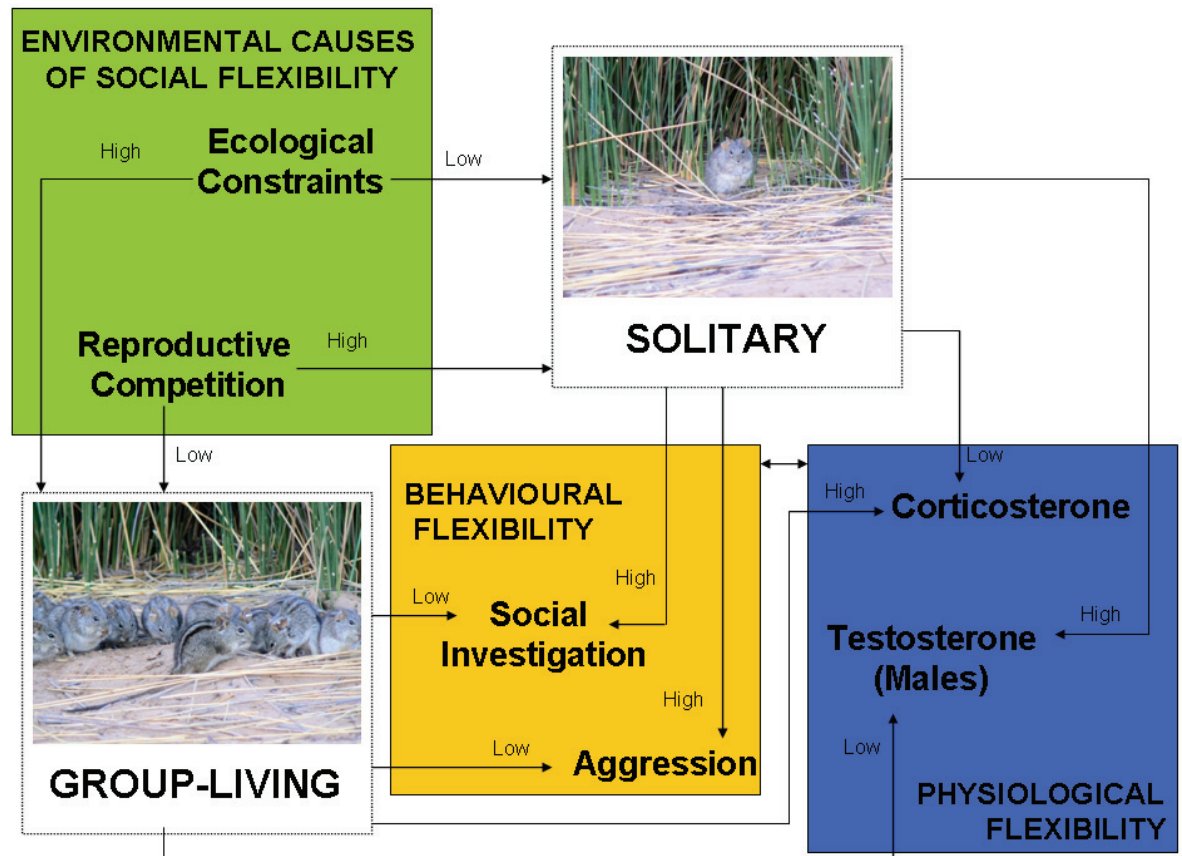 ENVIRONMENTAL CAUSES
OF SOCIAL FLEXIBILITY
High
Ecological
Constraints
Low
Reproductive
Competition
High
Low
SOLITARY
GROUP-LIVING
BEHAVIOURAL
FLEXIBILITY
Low
High
Social
Investigation
High
Low
Aggression
Low
High
Corticosterone
High
Testosterone
(Males)
Low
PHYSIOLOGICAL
FLEXIBILITY